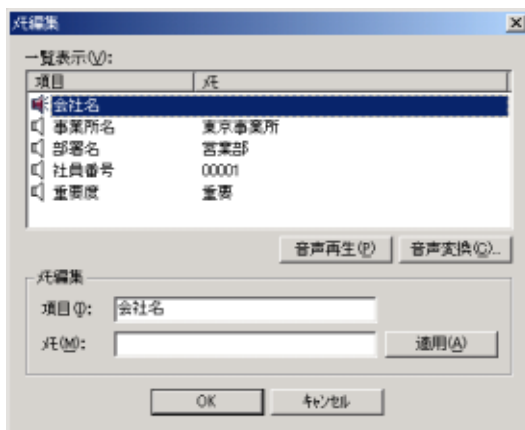 ﾒﾓ編集
一覧表示(V):
項目 ﾒﾓ
会社名
事業所名 東京事業所
部署名 営業部
社員番号 00001
重要度 重要
音声再生(P) 音声変換(C)...
ﾒﾓ編集
項目(I): 会社名
ﾒﾓ(M): 適用(A)
OK ｷｬﾝｾﾙ